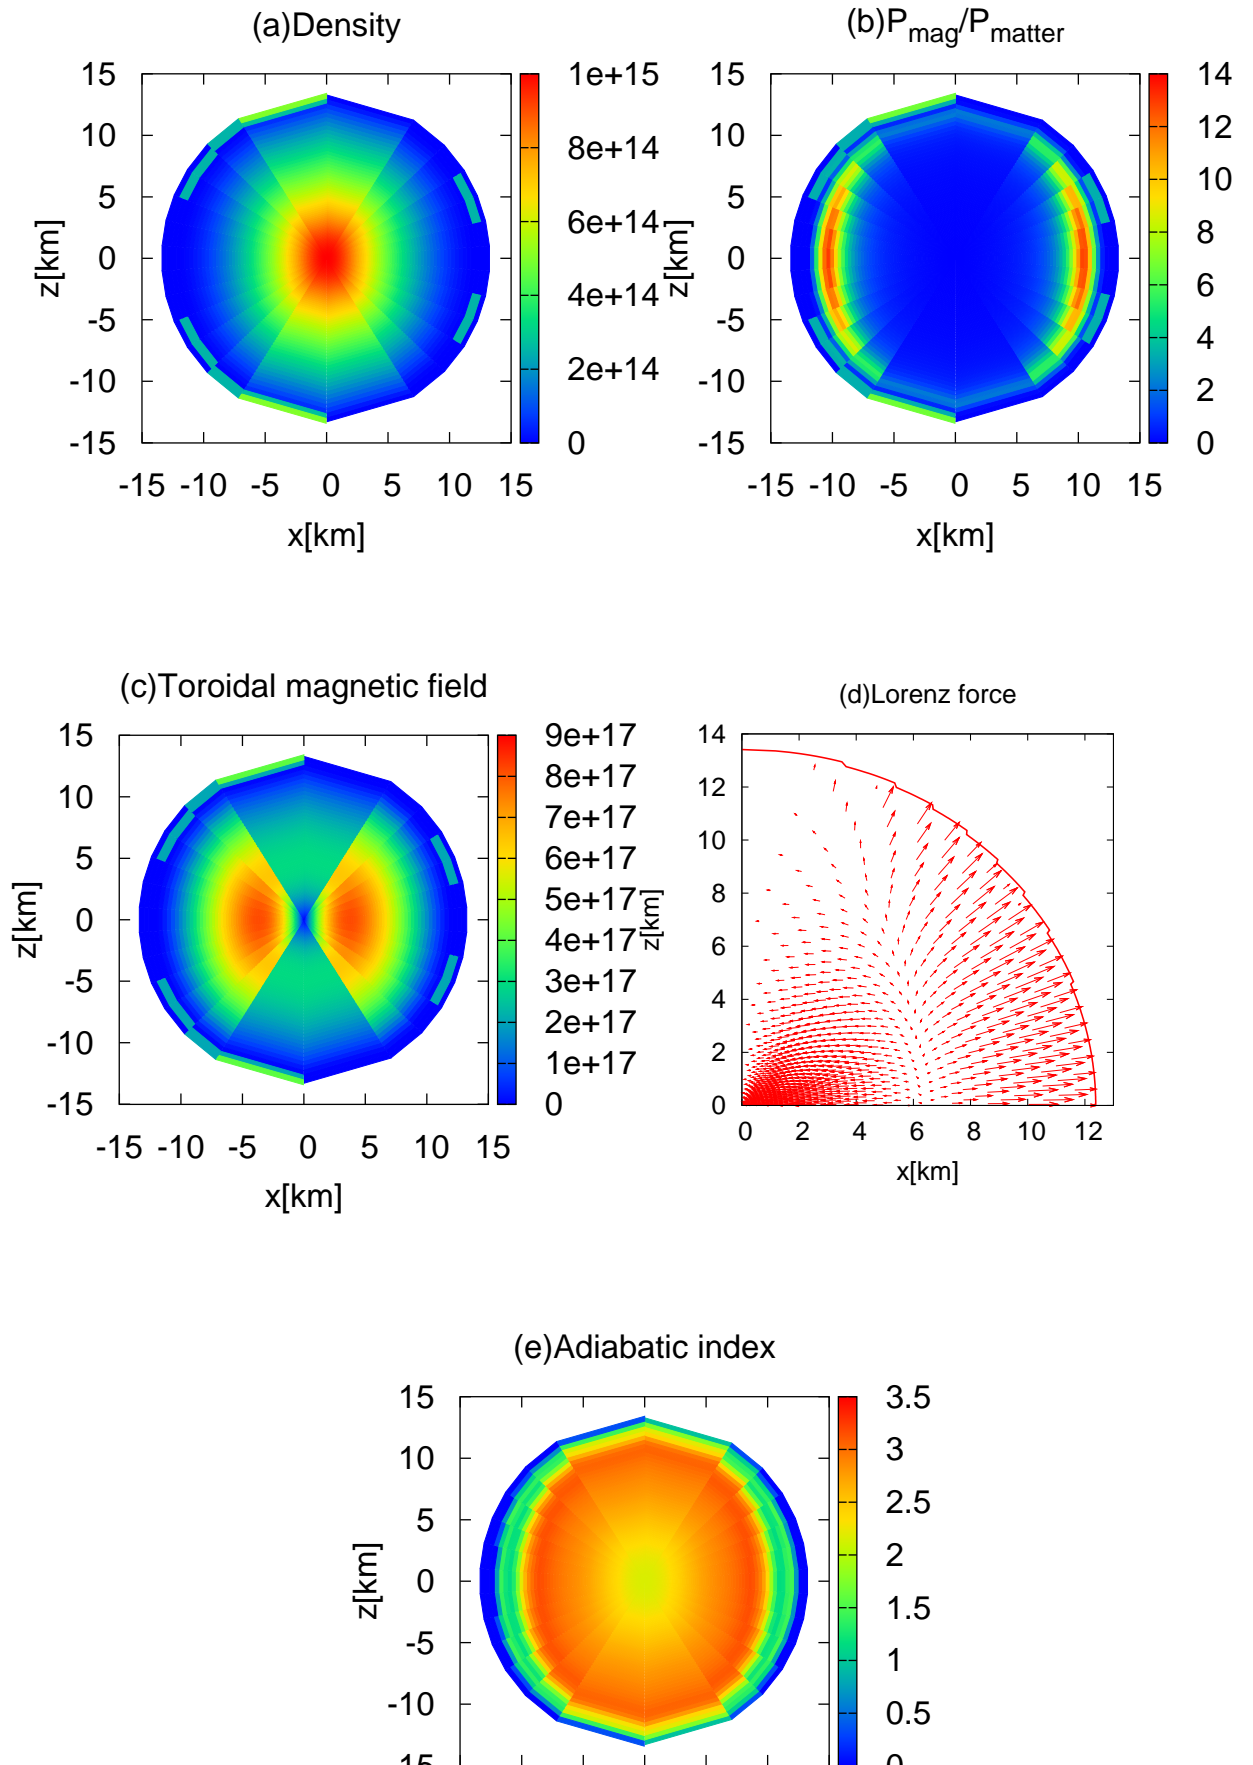 (a)Density
15
10
5
0
-5
-10
-15
z[km]
-15 -10 -5 0 5 10 15
x[km]
1e+15
8e+14
6e+14
4e+14
2e+14
0
(b)Pmag/Pmatter
15
10
5
0
-5
-10
-15
z[km]
-15 -10 -5 0 5 10 15
x[km]
14
12
10
8
6
4
2
0
(c)Toroidal magnetic field
15
10
5
0
-5
-10
-15
z[km]
-15 -10 -5 0 5 10 15
x[km]
9e+17
8e+17
7e+17
6e+17
5e+17
4e+17
3e+17
2e+17
1e+17
0
(d)Lorenz force
14
12
10
8
6
4
2
0
z[km]
0 2 4 6 8 10 12
x[km]
(e)Adiabatic index
15
10
5
0
-5
-10
-15
z[km]
3.5
3
2.5
2
1.5
1
0.5
0